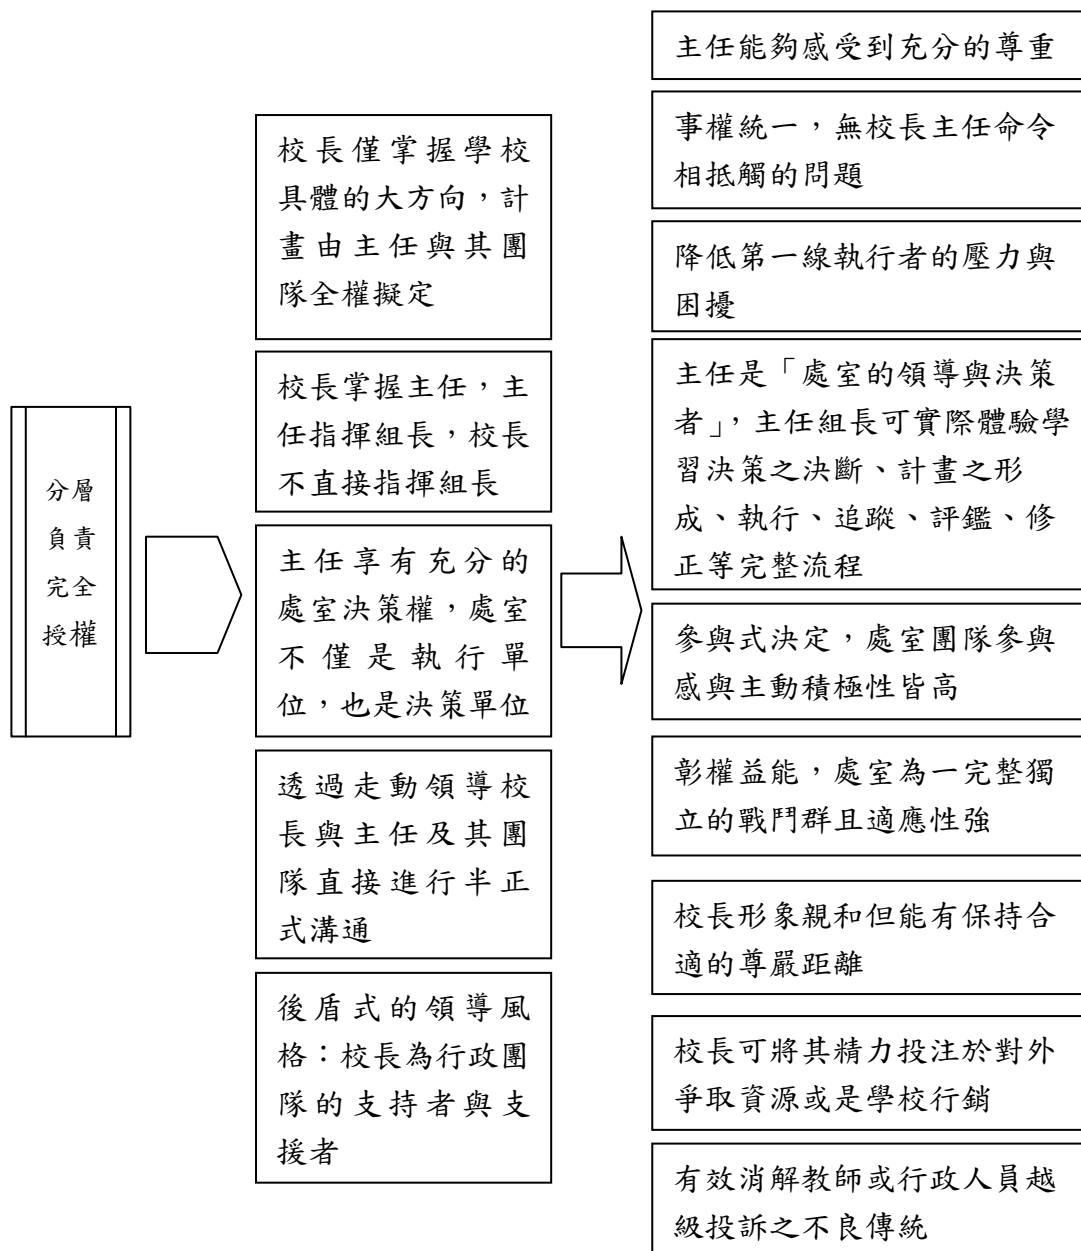 分層
負責
完全
授權
校長僅掌握學校
具體的大方向，計
畫由主任與其團
隊全權擬定
校長掌握主任，主
任指揮組長，校長
不直接指揮組長
主任享有充分的
處室決策權，處室
不僅是執行單
位，也是決策單位
透過走動領導校
長與主任及其團
隊直接進行半正
式溝通
後盾式的領導風
格：校長為行政團
隊的支持者與支
援者
主任能夠感受到充分的尊重
事權統一，無校長主任命令
相抵觸的問題
降低第一線執行者的壓力與
困擾
主任是「處室的領導與決策
者」，主任組長可實際體驗學
習決策之決斷、計畫之形
成、執行、追蹤、評鑑、修
正等完整流程
參與式決定，處室團隊參與
感與主動積極性皆高
彰權益能，處室為一完整獨
立的戰鬥群且適應性強
校長形象親和但能有保持合
適的尊嚴距離
校長可將其精力投注於對外
爭取資源或是學校行銷
有效消解教師或行政人員越
級投訴之不良傳統